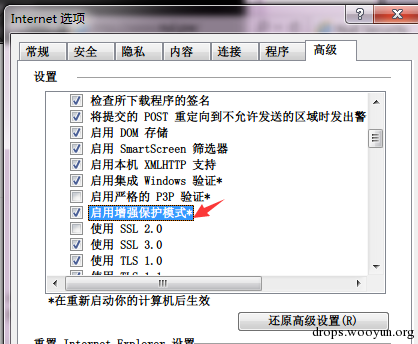 Internet 选项
常规 安全 隐私 内容 连接 程序 高级
设置
检查所下载程序的签名
将提交的 POST 重定向到不允许发送的区域时发出警
启用 DOM 存储
启用 SmartScreen 筛选器
启用本机 XMLHTTP 支持
启用集成 Windows 验证*
启用严格的 P3P 验证*
启用增强保护模式*
使用 SSL 2.0
使用 SSL 3.0
使用 TLS 1.0
使用 TLS 1.1
*在重新启动你的计算机后生效
还原高级设置(R)
drops.wooyun.org
重置 Internet Explorer 设置